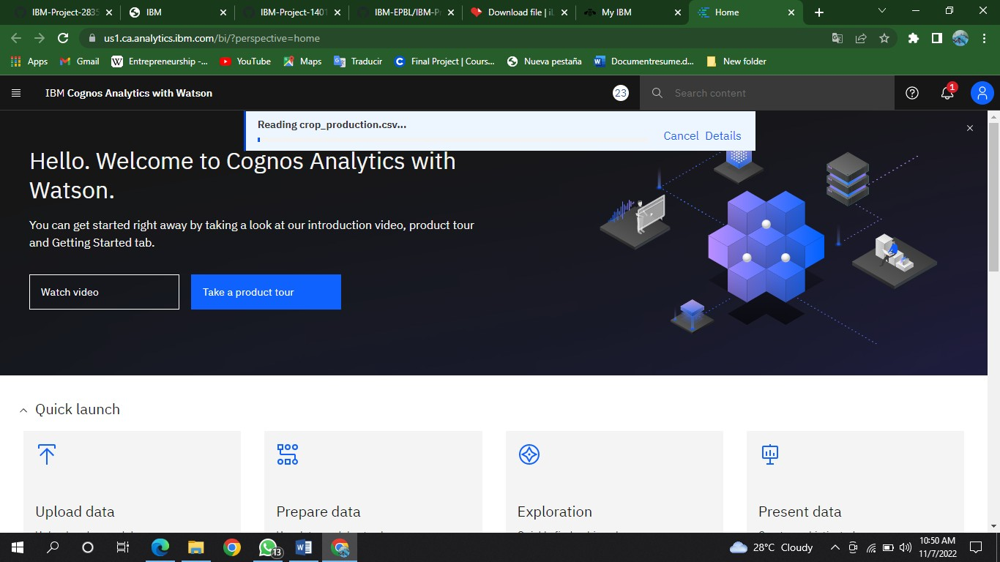 IBM-Project-2835
IBM
IBM-Project-1401
IBM-EPBL/IBM-P
Download file | iL
My IBM
Home
us1.ca.analytics.ibm.com/bi/?perspective=home
Apps
Gmail
Entrepreneurship -...
YouTube
Maps
Traducir
Final Project | Cours...
Nueva pestaña
Documentresume.d...
New folder
IBM Cognos Analytics with Watson
23
Search content
1
Reading crop_production.csv...
Cancel Details
Hello. Welcome to Cognos Analytics with
Watson.
You can get started right away by taking a look at our introduction video, product tour
and Getting Started tab.
Watch video
Take a product tour
Quick launch
Upload data
Prepare data
Exploration
Present data
13
28°C Cloudy
10:50 AM
11/7/2022